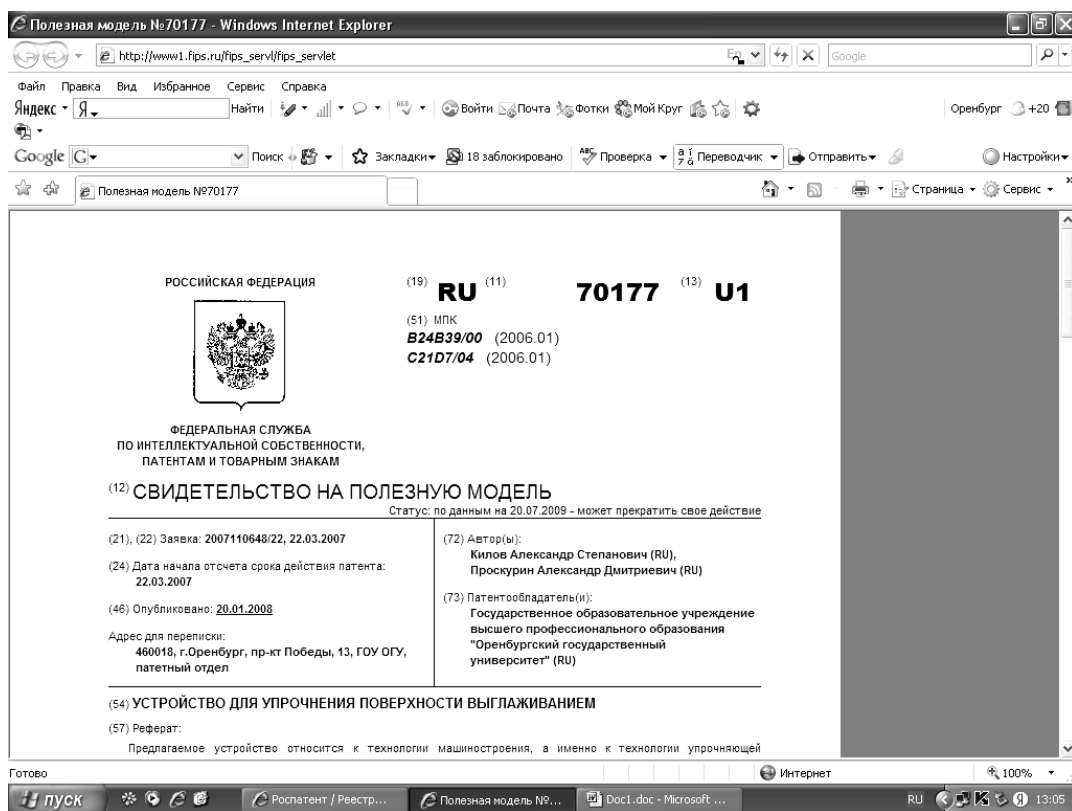 Полезная модель №70177 - Windows Internet Explorer
http://www1.fips.ru/fips_servl/fips_servlet
Google
Файл Правка Вид Избранное Сервис Справка
Яндекс Я Найти Войти Почта Фотки Мой Круг Оренбург +20
Google G Поиск Закладки 18 заблокировано Проверка Переводчик Отправить Настройки
Полезная модель №70177 Страница Сервис
РОССИЙСКАЯ ФЕДЕРАЦИЯ
(19) RU (11) 70177 (13) U1
(51) МПК
B24B39/00 (2006.01)
C21D7/04 (2006.01)
ФЕДЕРАЛЬНАЯ СЛУЖБА
ПО ИНТЕЛЛЕКТУАЛЬНОЙ СОБСТВЕННОСТИ,
ПАТЕНТАМ И ТОВАРНЫМ ЗНАКАМ
(12) СВИДЕТЕЛЬСТВО НА ПОЛЕЗНУЮ МОДЕЛЬ
Статус: по данным на 20.07.2009 - может прекратить свое действие
(21), (22) Заявка: 2007110648/22, 22.03.2007
(24) Дата начала отсчета срока действия патента:
22.03.2007
(46) Опубликовано: 20.01.2008
Адрес для переписки:
460018, г.Оренбург, пр-кт Победы, 13, ГОУ ОГУ,
патетный отдел
(72) Автор(ы):
Килов Александр Степанович (RU),
Проскурин Александр Дмитриевич (RU)
(73) Патентообладатель(и):
Государственное образовательное учреждение
высшего профессионального образования
"Оренбургский государственный
университет" (RU)
(54) УСТРОЙСТВО ДЛЯ УПРОЧНЕНИЯ ПОВЕРХНОСТИ ВЫГЛАЖИВАНИЕМ
(57) Реферат:
Предлагаемое устройство относится к технологии машиностроения, а именно к технологии упрочняющей
Готово Интернет 100%
пуск Роспатент / Реестр... Полезная модель №... Doc1.doc - Microsoft ... RU 13:05